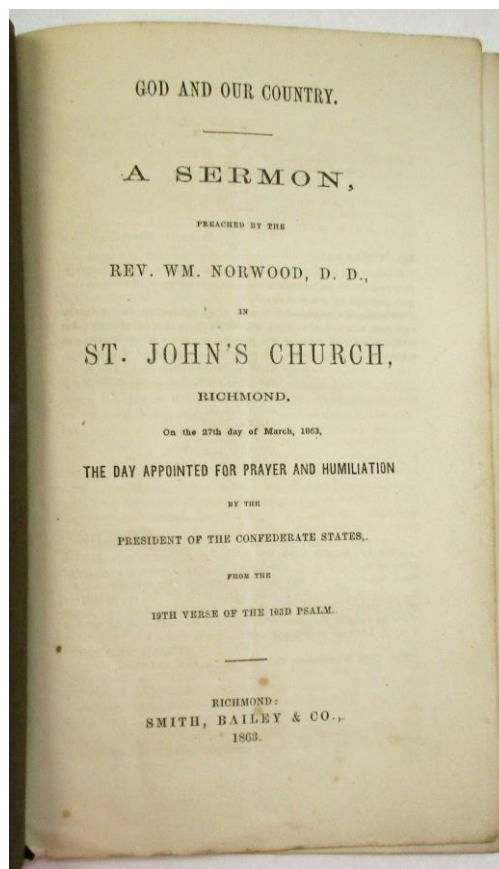 GOD AND OUR COUNTRY.
A SERMON,
PREACHED BY THE
REV. WM. NORWOOD, D. D.,
IN
ST. JOHN'S CHURCH,
RICHMOND,
On the 27th day of March, 1863,
THE DAY APPOINTED FOR PRAYER AND HUMILIATION
BY THE
PRESIDENT OF THE CONFEDERATE STATES,
FROM THE
19TH VERSE OF THE 103D PSALM.
RICHMOND:
SMITH, BAILEY & CO.,
1863.